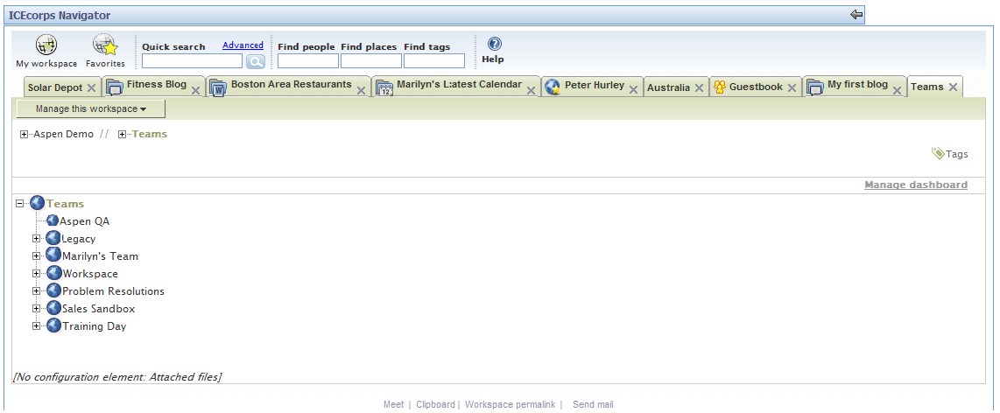 ICEcorps Navigator
My workspace Favorites Quick search Advanced Find people Find places Find tags Help
Solar Depot Fitness Blog Boston Area Restaurants Marilyn's L:atest Calendar Peter Hurley Australia Guestbook My first blog Teams
Manage this workspace
Aspen Demo // Teams
Tags
Manage dashboard
Teams
Aspen QA
Legacy
Marilyn's Team
Workspace
Problem Resolutions
Sales Sandbox
Training Day
[No configuration element: Attached files]
Meet | Clipboard | Workspace permalink | Send mail